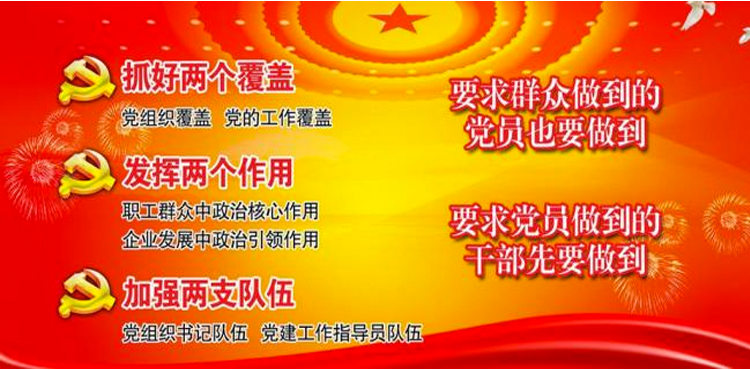 抓好两个覆盖
党组织覆盖 党的工作覆盖
发挥两个作用
职工群众中政治核心作用
企业发展中政治引领作用
加强两支队伍
党组织书记队伍 党建工作指导员队伍
要求群众做到的
党员也要做到
要求党员做到的
干部先要做到